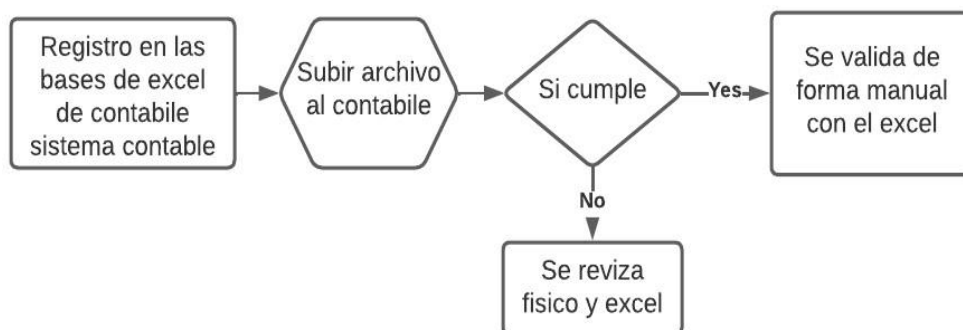 Registro en las
bases de excel
de contabile
sistema contable
Subir archivo
al contabile
Si cumple
Yes
Se valida de
forma manual
con el excel
No
Se reviza
fisico y excel